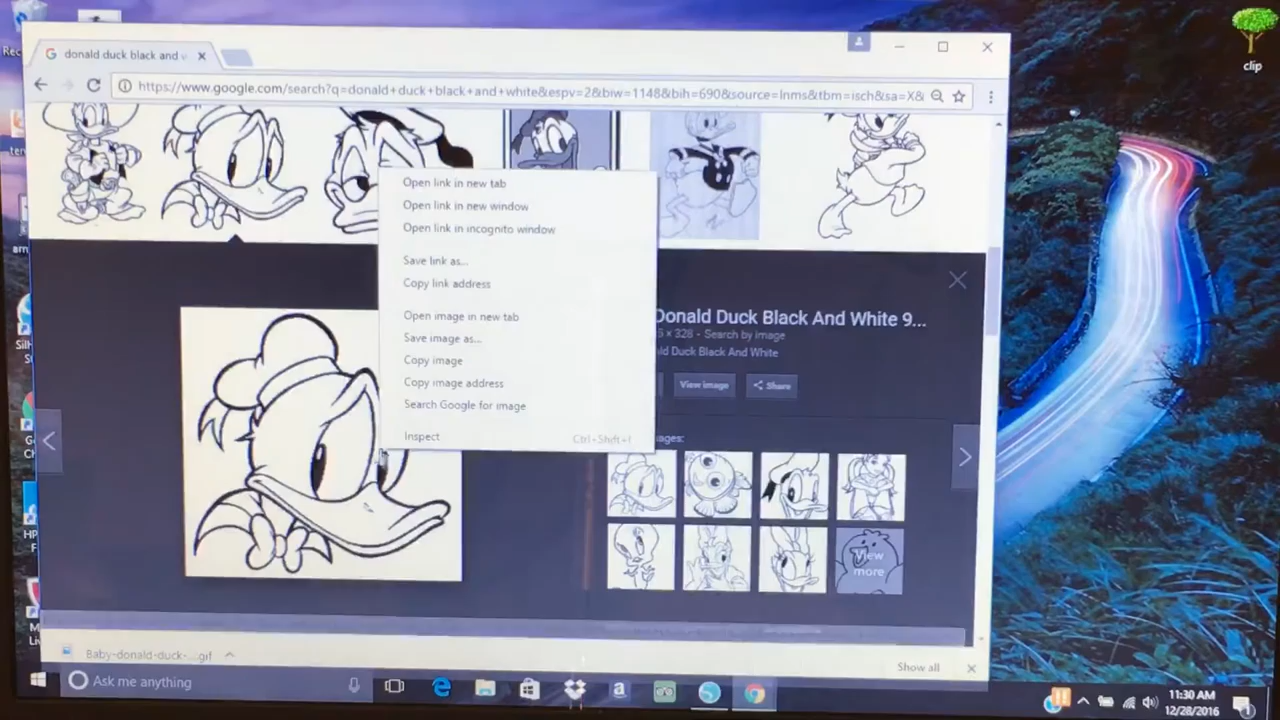 clip
donald duck black and
https://www.google.com/search?q=donald+duck+black+and+white&espv=2&biw=1148&bih=690&source=lnms&tbm=isch&sa=X&
Open link in new tab
Open link in new window
Open link in incognito window
Save link as...
Copy link address
Open image in new tab
Save image as...
Copy image
Copy image address
Search Google for image
Inspect Ctrl+Shift+I
Donald Duck Black And White 9...
× 328 - Search by image
Duck Black And White
View image
Share
View
more
Baby-donald-duck-....gif
Show all
Ask me anything
11:30 AM
12/28/2016